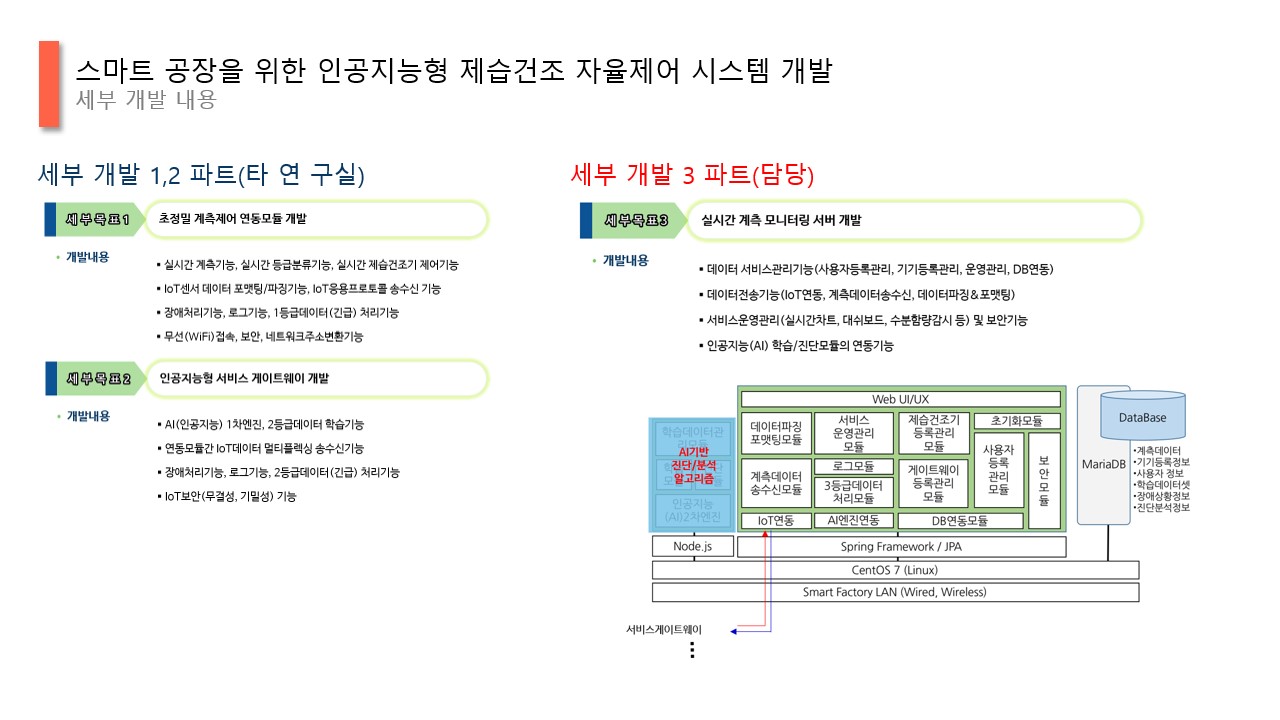 스마트 공장을 위한 인공지능형 제습건조 자율제어 시스템 개발
세부 개발 내용
세부 개발 1,2 파트(타 연 구실)
세부목표1
초정밀 계측제어 연동모듈 개발
• 개발내용
▪ 실시간 계측기능, 실시간 등급분류기능, 실시간 제습건조기 제어기능
▪ IoT센서 데이터 포맷팅/파징기능, IoT응용프로토콜 송수신 기능
▪ 장애처리기능, 로그기능, 1등급데이터(긴급) 처리기능
▪ 무선(WiFi)접속, 보안, 네트워크주소변환기능
세부목표2
인공지능형 서비스 게이트웨이 개발
• 개발내용
▪ AI(인공지능) 1차엔진, 2등급데이터 학습기능
▪ 연동모듈간 IoT데이터 멀티플렉싱 송수신기능
▪ 장애처리기능, 로그기능, 2등급데이터(긴급) 처리기능
▪ IoT보안(무결성, 기밀성) 기능
세부 개발 3 파트(담당)
세부목표3
실시간 계측 모니터링 서버 개발
• 개발내용
▪ 데이터 서비스관리기능(사용자등록관리, 기기등록관리, 운영관리, DB연동)
▪ 데이터전송기능(IoT연동, 계측데이터송수신, 데이터파징&포맷팅)
▪ 서비스운영관리(실시간차트, 대쉬보드, 수분함량감시 등) 및 보안기능
▪ 인공지능(AI) 학습/진단모듈의 연동기능
Web UI/UX
학습데이터관
리모듈
AI기반
진단/분석
알고리즘
인공지능
(AI)2차엔진
데이터파징
포맷팅모듈
서비스
운영관리
모듈
제습건조기
등록관리
모듈
초기화모듈
계측데이터
송수신모듈
로그모듈
3등급데이터
처리모듈
게이트웨이
등록관리
모듈
사용자
등록
관리
모듈
보
안
모
듈
IoT연동
AI엔진연동
DB연동모듈
MariaDB
DataBase
•계측데이터
•기기등록정보
•사용자 정보
•학습데이터셋
•장애상황정보
•진단분석정보
Node.js
Spring Framework / JPA
CentOS 7 (Linux)
Smart Factory LAN (Wired, Wireless)
서비스게이트웨이